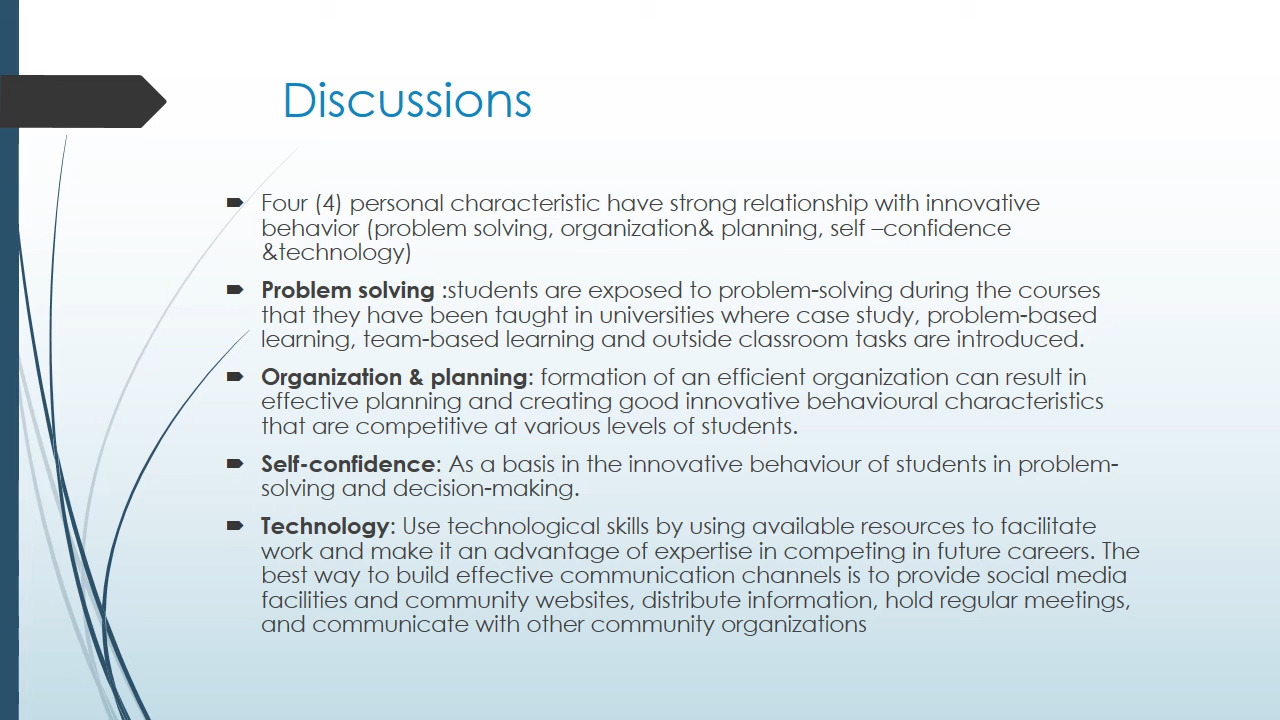 Discussions
Four (4) personal characteristic have strong relationship with innovative
behavior (problem solving, organization& planning, self –confidence
&technology)
Problem solving :students are exposed to problem-solving during the courses
that they have been taught in universities where case study, problem-based
learning, team-based learning and outside classroom tasks are introduced.
Organization & planning: formation of an efficient organization can result in
effective planning and creating good innovative behavioural characteristics
that are competitive at various levels of students.
Self-confidence: As a basis in the innovative behaviour of students in problem-
solving and decision-making.
Technology: Use technological skills by using available resources to facilitate
work and make it an advantage of expertise in competing in future careers. The
best way to build effective communication channels is to provide social media
facilities and community websites, distribute information, hold regular meetings,
and communicate with other community organizations